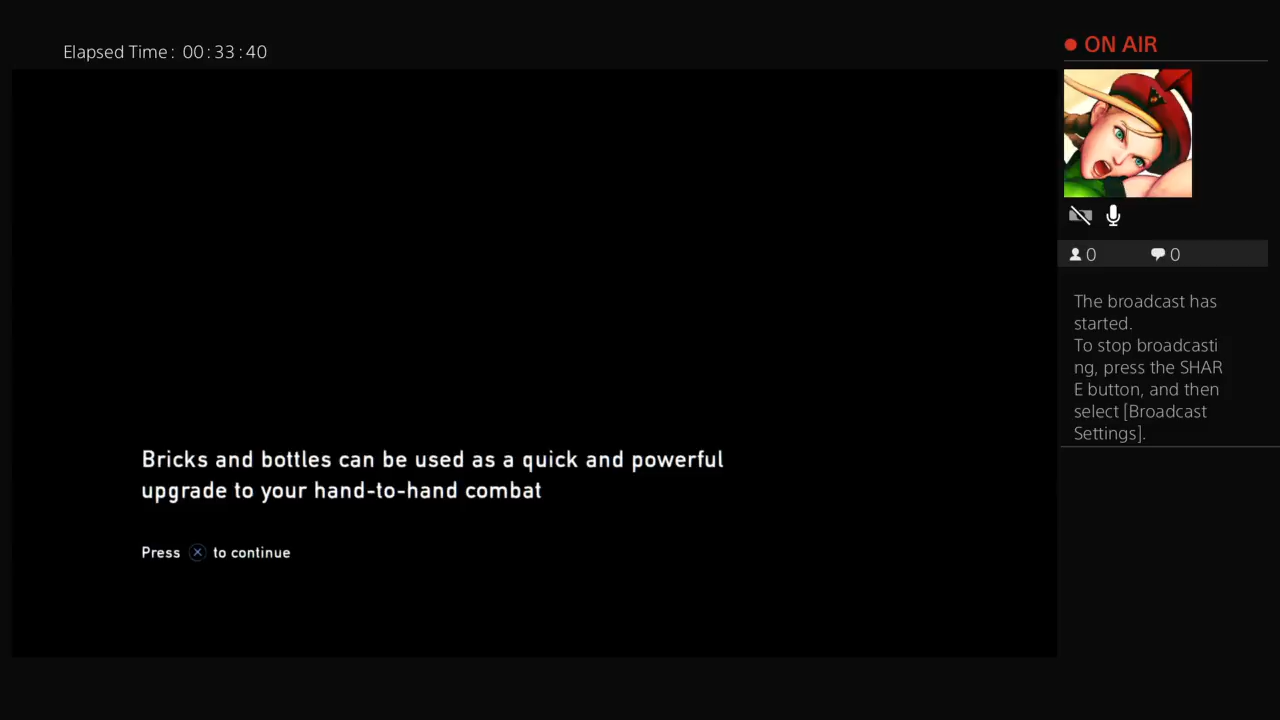 Elapsed Time: 00:33:40
ON AIR
0 0
The broadcast has
started.
To stop broadcasti
ng, press the SHAR
E button, and then
select [Broadcast
Settings].
Bricks and bottles can be used as a quick and powerful
upgrade to your hand-to-hand combat
Press ⓧ to continue